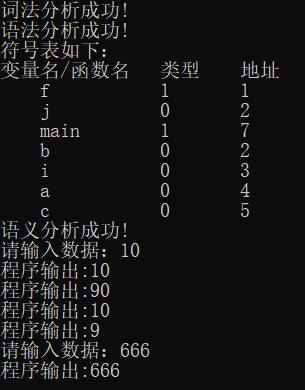 词法分析成功!
语法分析成功!
符号表如下:
变量名/函数名 类型 地址
f 1 1
j 0 2
main 1 7
b 0 2
i 0 3
a 0 4
c 0 5
语义分析成功!
请输入数据: 10
程序输出:10
程序输出:90
程序输出:10
程序输出:9
请输入数据: 666
程序输出:666